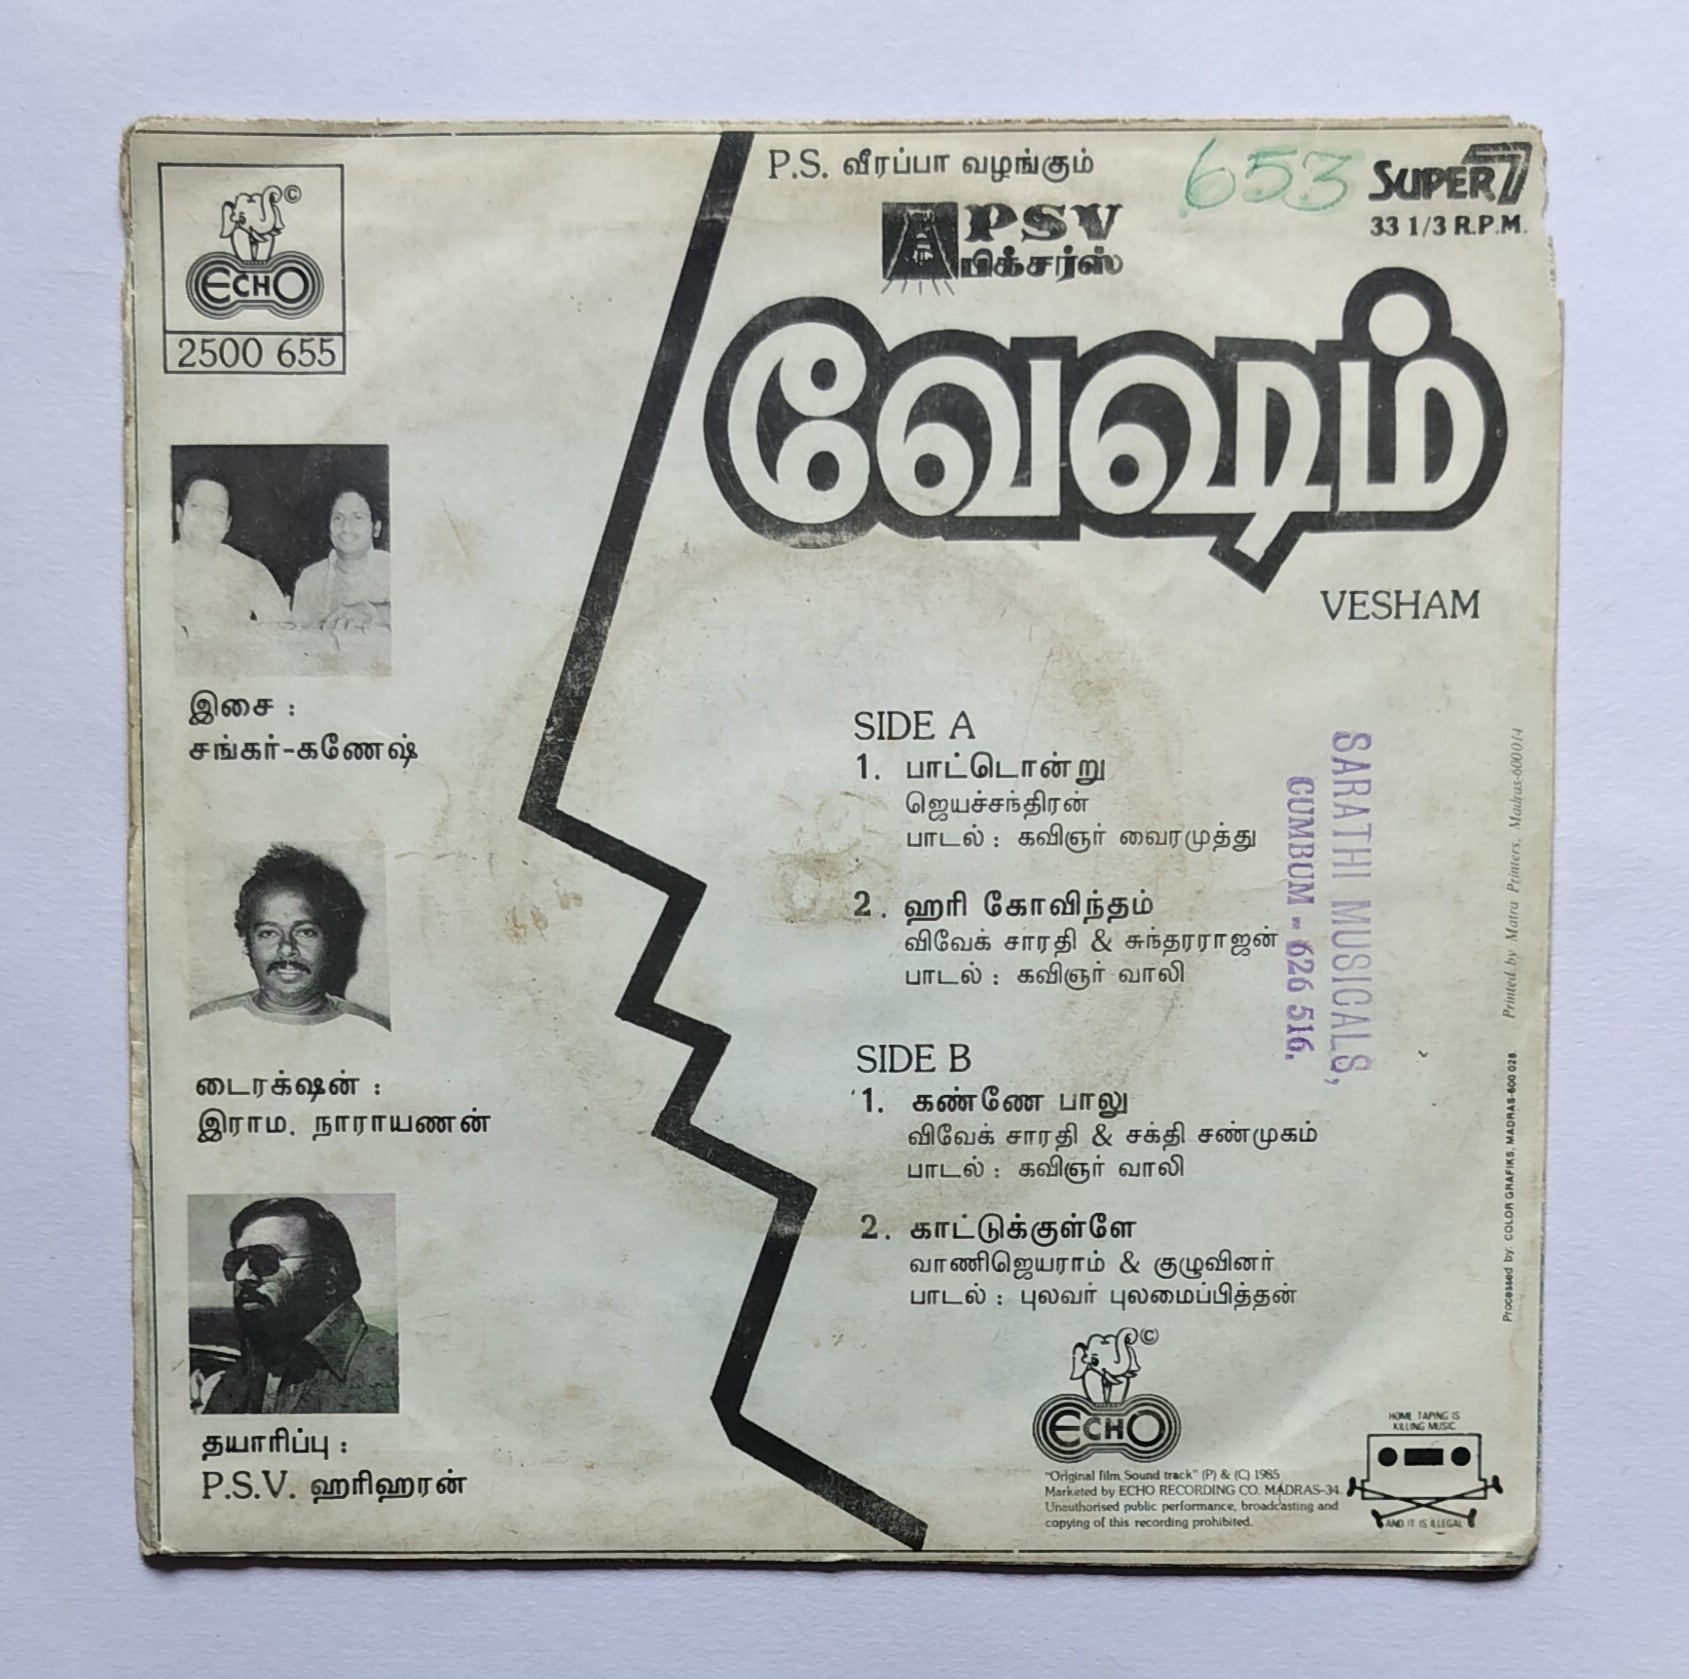 ECHO ©
2500 655
P.S. வீரப்பா வழங்கும்
PSV
பிக்சர்ஸ்
653
SUPER 7
33 1/3 R.P.M.
வேஷம்
VESHAM
இசை :
சங்கர்-கணேஷ்
டைரக்‌ஷன் :
இராம. நாராயணன்
தயாரிப்பு :
P.S.V. ஹரிஹரன்
SIDE A
1. பாட்டொன்று
ஜெயச்சந்திரன்
பாடல் : கவிஞர் வைரமுத்து
2. ஹரி கோவிந்தம்
விவேக் சாரதி & சுந்தரராஜன்
பாடல் : கவிஞர் வாலி
SIDE B
1. கண்ணே பாலு
விவேக் சாரதி & சக்தி சண்முகம்
பாடல் : கவிஞர் வாலி
2. காட்டுக்குள்ளே
வாணிஜெயராம் & குழுவினர்
பாடல் : புலவர் புலமைப்பித்தன்
SARATHI MUSICALS,
CUMBUM - 626 516.
Printed by Matra Printers, Madras-600014
Processed by: COLOR GRAFIKS, MADRAS-600 028.
ECHO ©
"Original film Sound track" (P) & (C) 1985
Marketed by ECHO RECORDING CO. MADRAS-34.
Unauthorised public performance, broadcasting and
copying of this recording prohibited.
HOME TAPING IS
KILLING MUSIC
AND IT IS ILLEGAL